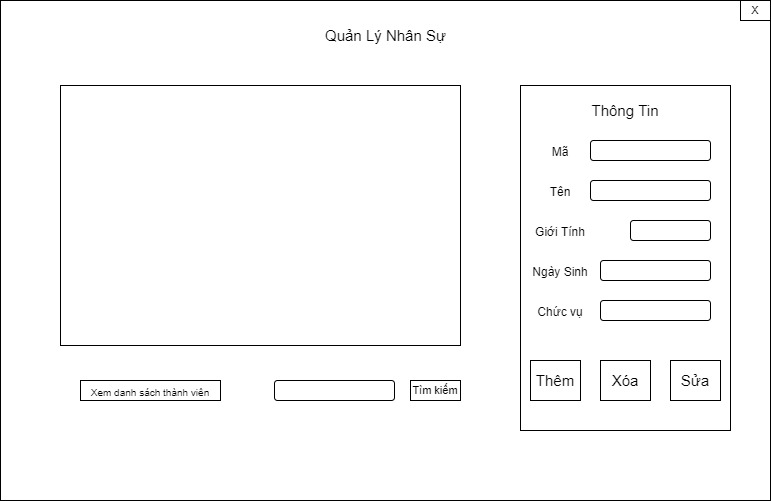 X
Quản Lý Nhân Sự
Thông Tin
Mã
Tên
Giới Tính
Ngày Sinh
Chức vụ
Thêm Xóa Sửa
Xem danh sách thành viên Tìm kiếm